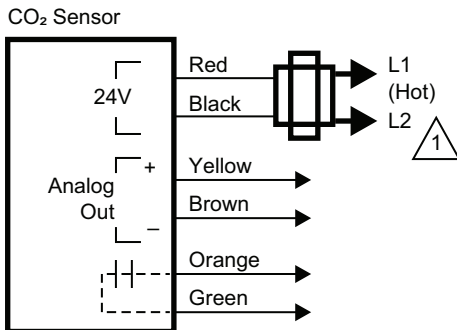 CO₂ Sensor
Red
L1
(Hot)
24V
Black
L2
1
+
Yellow
Analog
Out
Brown
–
Orange
Green